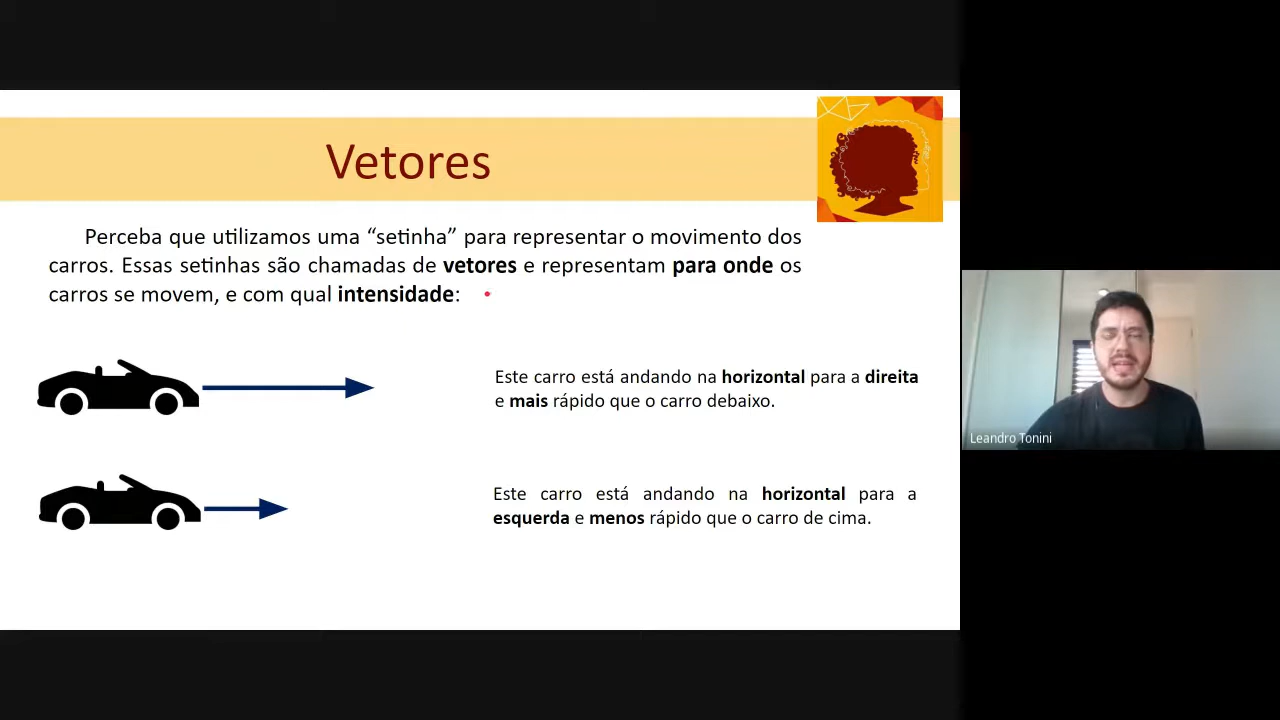 Vetores
Perceba que utilizamos uma “setinha” para representar o movimento dos
carros. Essas setinhas são chamadas de vetores e representam para onde os
carros se movem, e com qual intensidade:
Este carro está andando na horizontal para a direita
e mais rápido que o carro debaixo.
Este carro está andando na horizontal para a
esquerda e menos rápido que o carro de cima.
Leandro Tonini